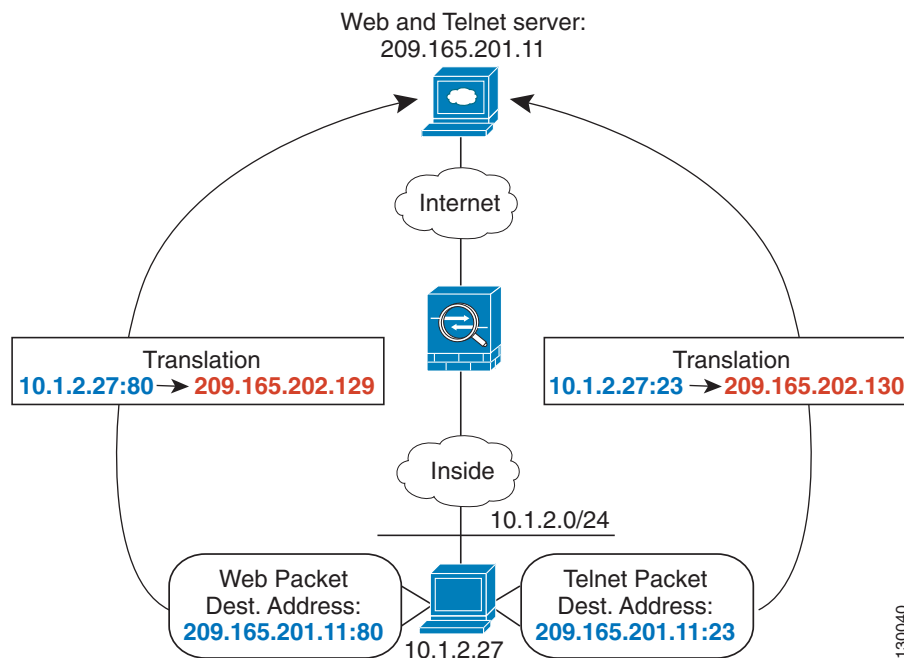 Web and Telnet server:
209.165.201.11
Internet
Translation
10.1.2.27:80 209.165.202.129
Translation
10.1.2.27:23 209.165.202.130
Inside
10.1.2.0/24
Web Packet
Dest. Address:
209.165.201.11:80
Telnet Packet
Dest. Address:
209.165.201.11:23
10.1.2.27
130040